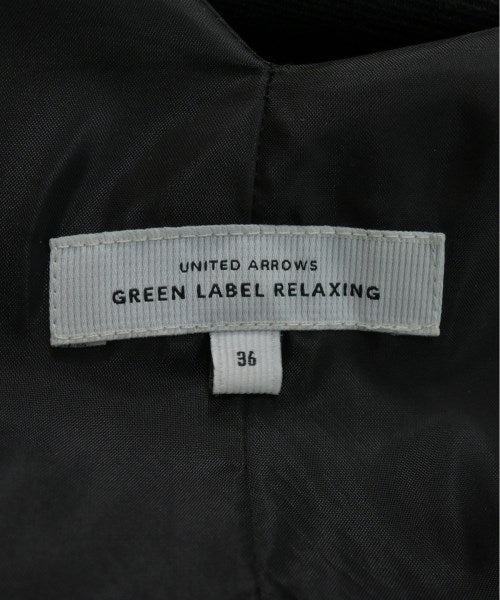 UNITED ARROWS
GREEN LABEL RELAXING
36